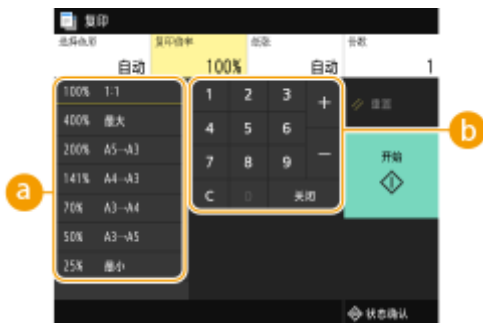 复印
选择色彩 复印倍率 纸张 份数
自动 100% 自动 1
100% 1:1
400% 最大
200% A5→A3
141% A4→A3
70% A3→A4
50% A3→A5
25% 最小
1 2 3 +
4 5 6
7 8 9 −
C 0 关闭
重置
开始
状态确认
a
b